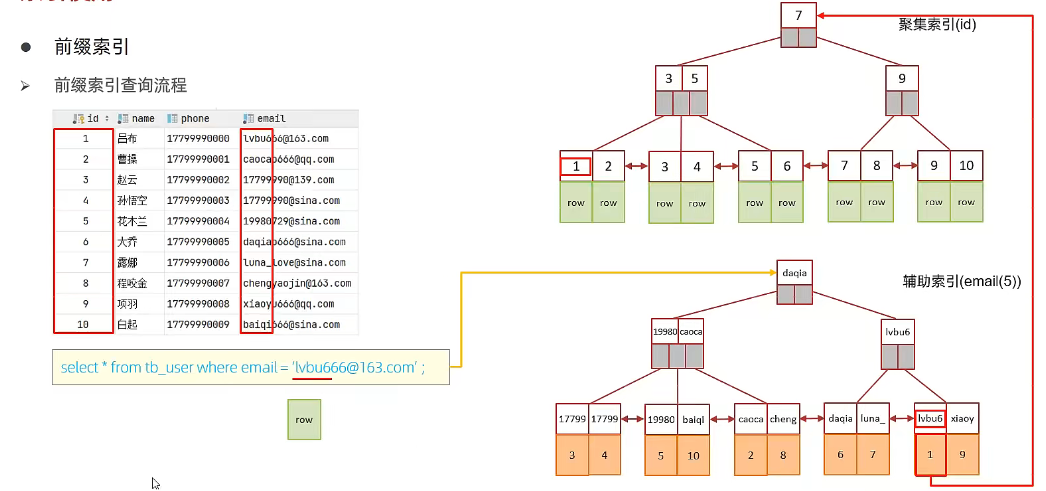 前缀索引
前缀索引查询流程
id name phone email
1 吕布 17799990000 lvbu666@163.com
2 曹操 17799990001 caocao666@qq.com
3 赵云 17799990002 17799990@139.com
4 孙悟空 17799990003 17799990@sina.com
5 花木兰 17799990004 19980729@sina.com
6 大乔 17799990005 daqiao666@sina.com
7 露娜 17799990006 luna_love@sina.com
8 程咬金 17799990007 chengyaojin@163.com
9 项羽 17799990008 xiaoyu666@qq.com
10 白起 17799990009 baiqi666@sina.com
select * from tb_user where email = 'lvbu666@163.com' ;
row
聚集索引(id)
7
3 5 9
1 2 3 4 5 6 7 8 9 10
row row row row row row row row row row
辅助索引(email(5))
daqia
19980 caoca lvbu6
17799 17799 19980 baiqi caoca cheng daqia luna_ lvbu6 xiaoy
3 4 5 10 2 8 6 7 1 9